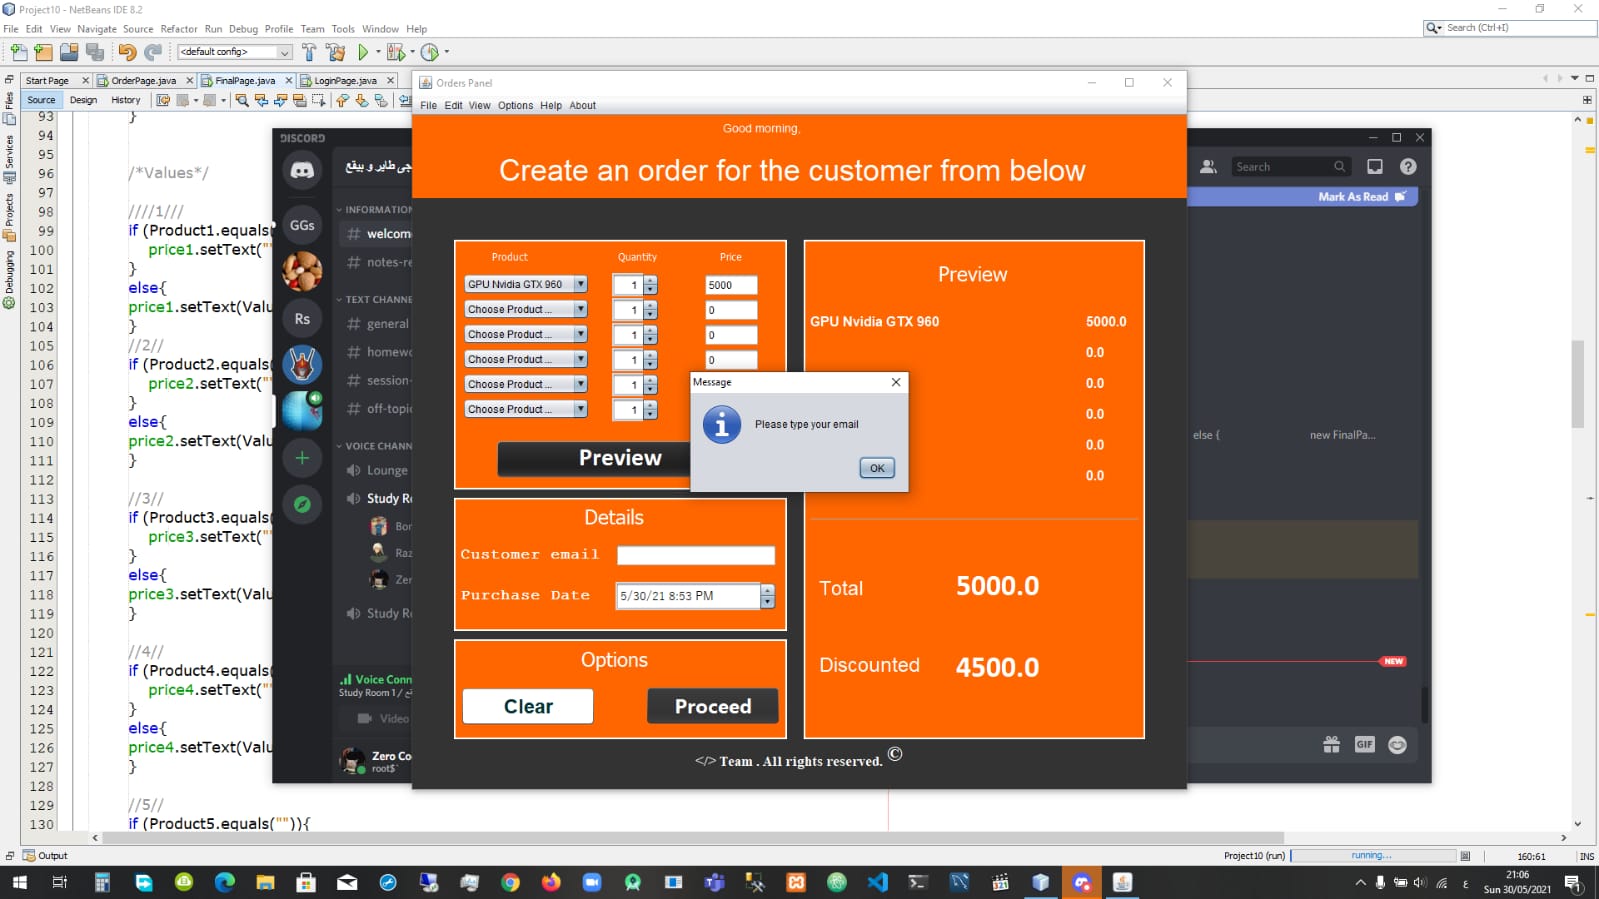 Project10 - NetBeans IDE 8.2
File Edit View Navigate Source Refactor Run Debug Profile Team Tools Window Help
Search (Ctrl+I)
<default config>
Start Page
OrderPage.java
FinalPage.java
LoginPage.java
Source Design History
Files
Services
Projects
Debugging
93 }
94
95
96 /*Values*/
97
98 ////1///
99 if (Product1.equals(
100 price1.setText("
101 }
102 else{
103 price1.setText(Valu
104 }
105 //2//
106 if (Product2.equals(
107 price2.setText("
108 }
109 else{
110 price2.setText(Valu
111 }
112
113 //3//
114 if (Product3.equals(
115 price3.setText("
116 }
117 else{
118 price3.setText(Valu
119 }
120
121 //4//
122 if (Product4.equals(
123 price4.setText("
124 }
125 else{
126 price4.setText(Valu
127 }
128
129 //5//
130 if (Product5.equals("")){
DISCORD
GGs
Rs
INFORMATION
# welcom
# notes-re
TEXT CHANNE
# general
# homewo
# session-
# off-topic
VOICE CHANN
Lounge
Study Ro
Bor
Raz
Zer
Study Ro
Voice Conn
Study Room 1 /
Video
Zero Co
root$`
Search
Mark As Read
else {
new FinalPa...
NEW
GIF
Orders Panel
File Edit View Options Help About
Good morning,
Create an order for the customer from below
Product Quantity Price
GPU Nvidia GTX 960 1 5000
Choose Product ... 1 0
Choose Product ... 1 0
Choose Product ... 1 0
Choose Product ... 1
Choose Product ... 1
Preview
Message
Please type your email
OK
Details
Customer email
Purchase Date 5/30/21 8:53 PM
Options
Clear Proceed
Preview
GPU Nvidia GTX 960 5000.0
0.0
0.0
0.0
0.0
0.0
Total 5000.0
Discounted 4500.0
</> Team . All rights reserved. ©
Output
Project10 (run)
running...
160:61
INS
321
ع
21:06
Sun 30/05/2021
1